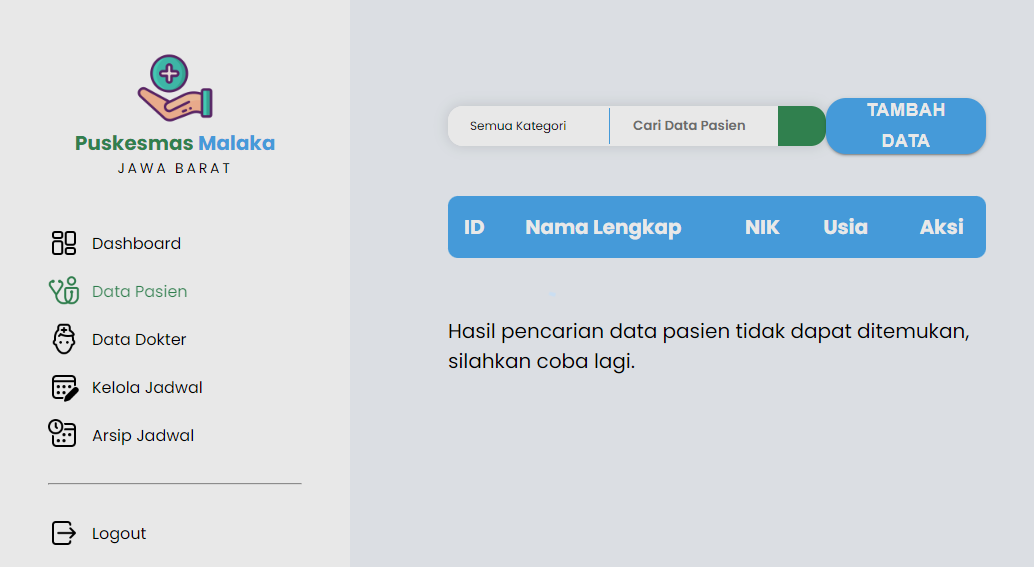 Puskesmas Malaka
JAWA BARAT
Dashboard
Data Pasien
Data Dokter
Kelola Jadwal
Arsip Jadwal
Logout
Semua Kategori
Cari Data Pasien
TAMBAH
DATA
ID Nama Lengkap NIK Usia Aksi
Hasil pencarian data pasien tidak dapat ditemukan,
silahkan coba lagi.